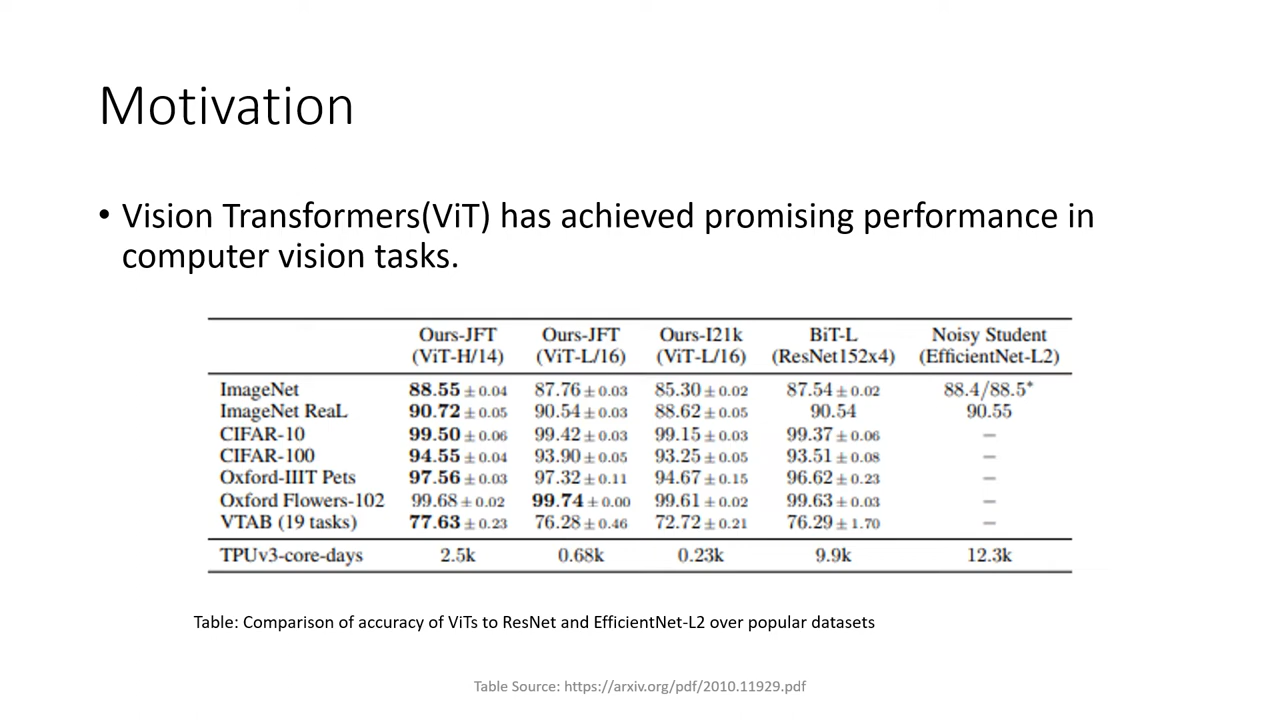 Motivation
• Vision Transformers(ViT) has achieved promising performance in
computer vision tasks.
Ours-JFT Ours-JFT Ours-I21k BiT-L Noisy Student
(ViT-H/14) (ViT-L/16) (ViT-L/16) (ResNet152x4) (EfficientNet-L2)
ImageNet 88.55 ± 0.04 87.76 ± 0.03 85.30 ± 0.02 87.54 ± 0.02 88.4/88.5*
ImageNet ReaL 90.72 ± 0.05 90.54 ± 0.03 88.62 ± 0.05 90.54 90.55
CIFAR-10 99.50 ± 0.06 99.42 ± 0.03 99.15 ± 0.03 99.37 ± 0.06 –
CIFAR-100 94.55 ± 0.04 93.90 ± 0.05 93.25 ± 0.05 93.51 ± 0.08 –
Oxford-IIIT Pets 97.56 ± 0.03 97.32 ± 0.11 94.67 ± 0.15 96.62 ± 0.23 –
Oxford Flowers-102 99.68 ± 0.02 99.74 ± 0.00 99.61 ± 0.02 99.63 ± 0.03 –
VTAB (19 tasks) 77.63 ± 0.23 76.28 ± 0.46 72.72 ± 0.21 76.29 ± 1.70 –
TPUv3-core-days 2.5k 0.68k 0.23k 9.9k 12.3k
Table: Comparison of accuracy of ViTs to ResNet and EfficientNet-L2 over popular datasets
Table Source: https://arxiv.org/pdf/2010.11929.pdf